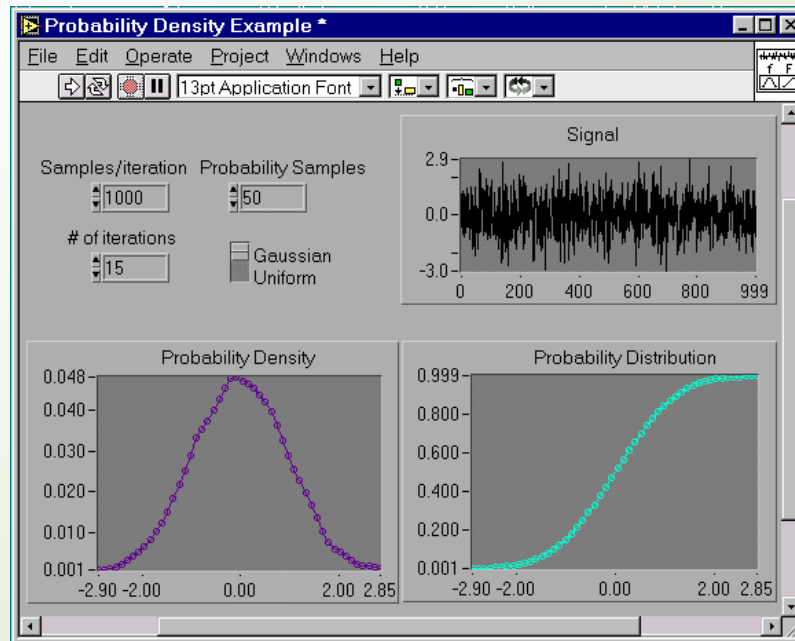 Probability Density Example *
File Edit Operate Project Windows Help
13pt Application Font
f F
Samples/iteration Probability Samples
1000 50
# of iterations
15
Gaussian
Uniform
Signal
2.9
0.0
-3.0
0 200 400 600 800 999
Probability Density
0.048
0.040
0.030
0.020
0.010
0.001
-2.90 -2.00 0.00 2.00 2.85
Probability Distribution
0.999
0.800
0.600
0.400
0.200
0.001
-2.90 -2.00 0.00 2.00 2.85